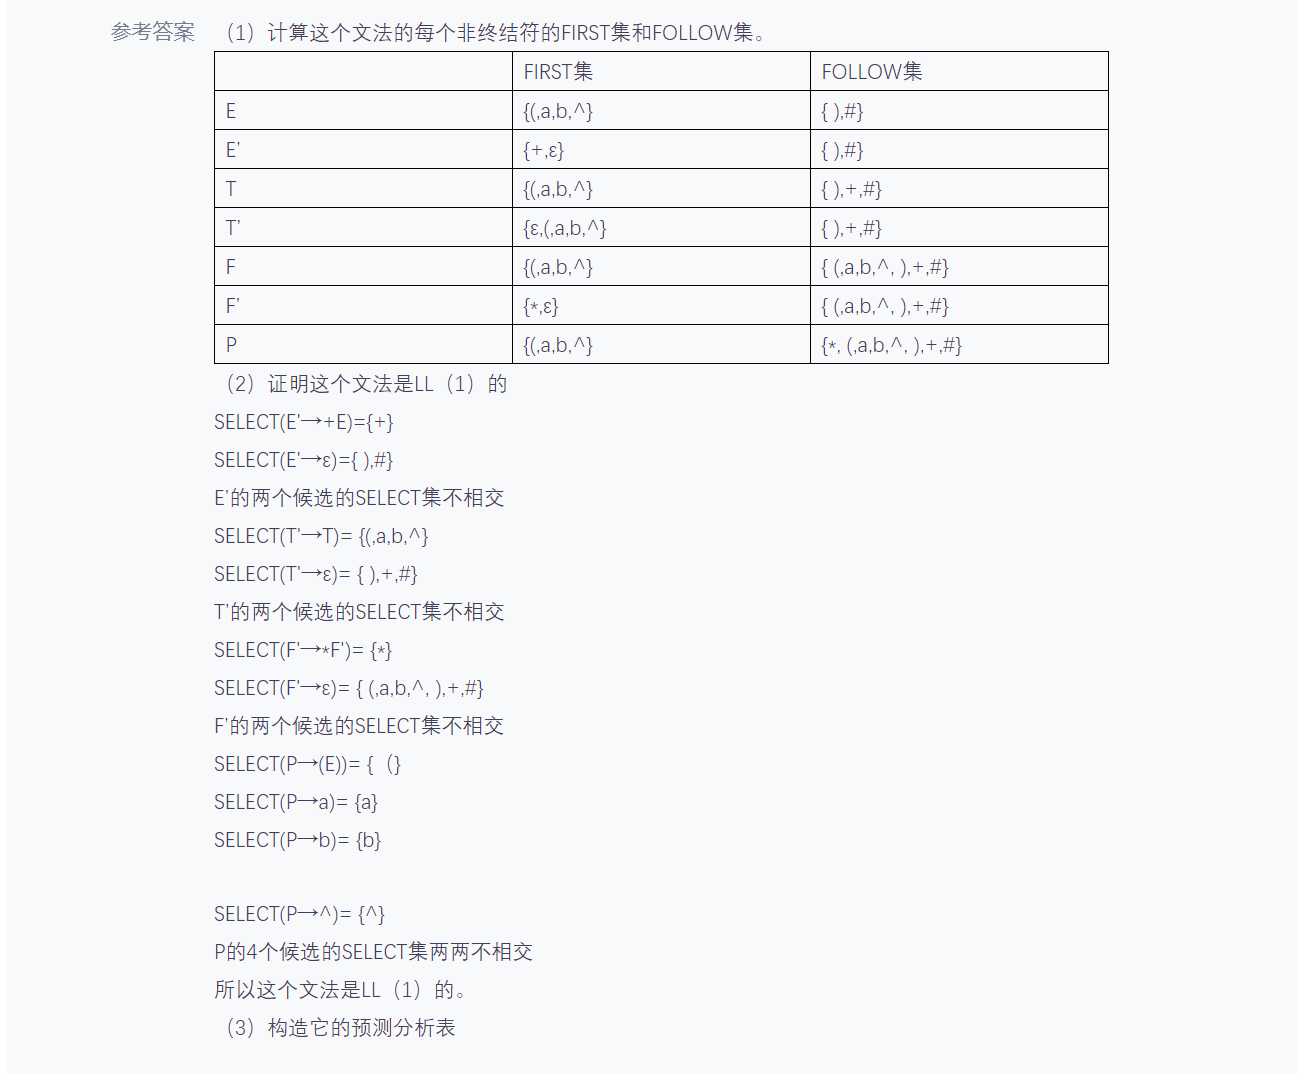 参考答案 （1）计算这个文法的每个非终结符的FIRST集和FOLLOW集。
FIRST集 FOLLOW集
E {(,a,b,^} { ),#}
E' {+,ε} { ),#}
T {(,a,b,^} { ),+,#}
T' {ε,(,a,b,^} { ),+,#}
F {(,a,b,^} { (,a,b,^, ),+,#}
F' {*,ε} { (,a,b,^, ),+,#}
P {(,a,b,^} {*, (,a,b,^, ),+,#}
（2）证明这个文法是LL（1）的
SELECT(E'→+E)={+}
SELECT(E'→ε)={ ),#}
E'的两个候选的SELECT集不相交
SELECT(T'→T)= {(,a,b,^}
SELECT(T'→ε)= { ),+,#}
T'的两个候选的SELECT集不相交
SELECT(F'→*F')= {*}
SELECT(F'→ε)= { (,a,b,^, ),+,#}
F'的两个候选的SELECT集不相交
SELECT(P→(E))= {（}
SELECT(P→a)= {a}
SELECT(P→b)= {b}
SELECT(P→^)= {^}
P的4个候选的SELECT集两两不相交
所以这个文法是LL（1）的。
（3）构造它的预测分析表